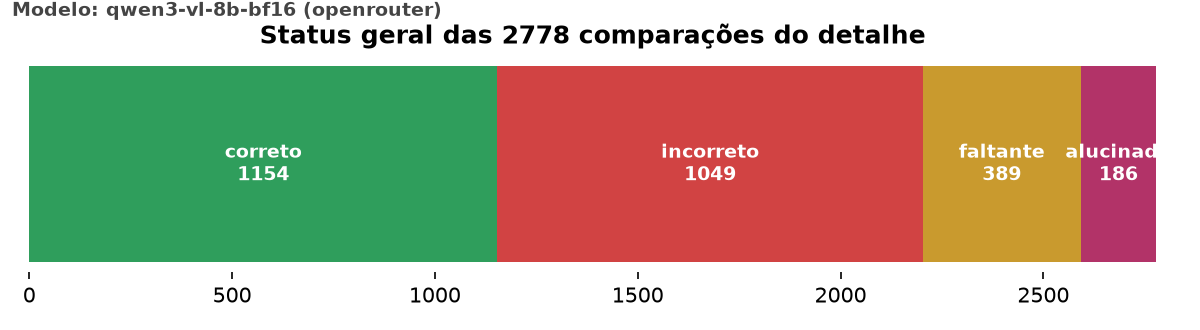 Modelo: qwen3-vl-8b-bf16 (openrouter)
Status geral das 2778 comparações do detalhe
correto
1154
incorreto
1049
faltante
389
alucinad
186
0 500 1000 1500 2000 2500